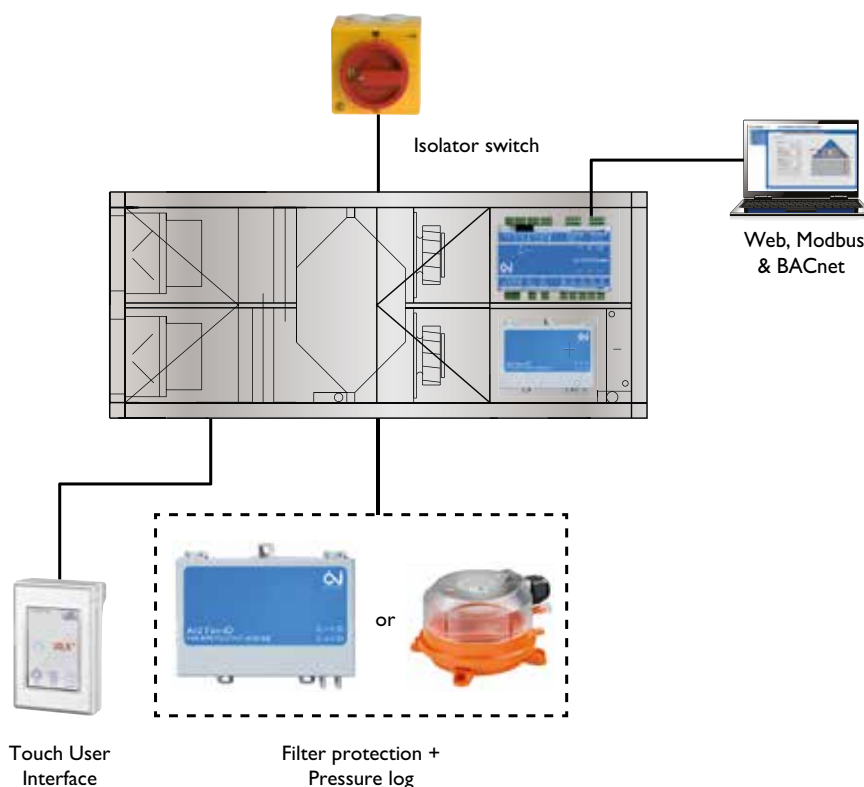 Isolator switch
Web, Modbus
& BACnet
or
Touch User
Interface
Filter protection +
Pressure log